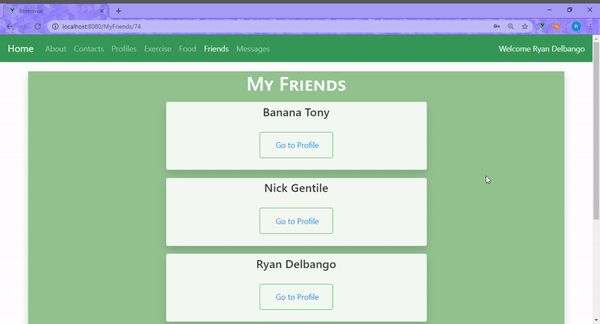 localhost:8080/MyFriends/74
Home About Contacts Profiles Exercise Food Friends Messages Welcome Ryan Delbango
My Friends
Banana Tony
Go to Profile
Nick Gentile
Go to Profile
Ryan Delbango
Go to Profile